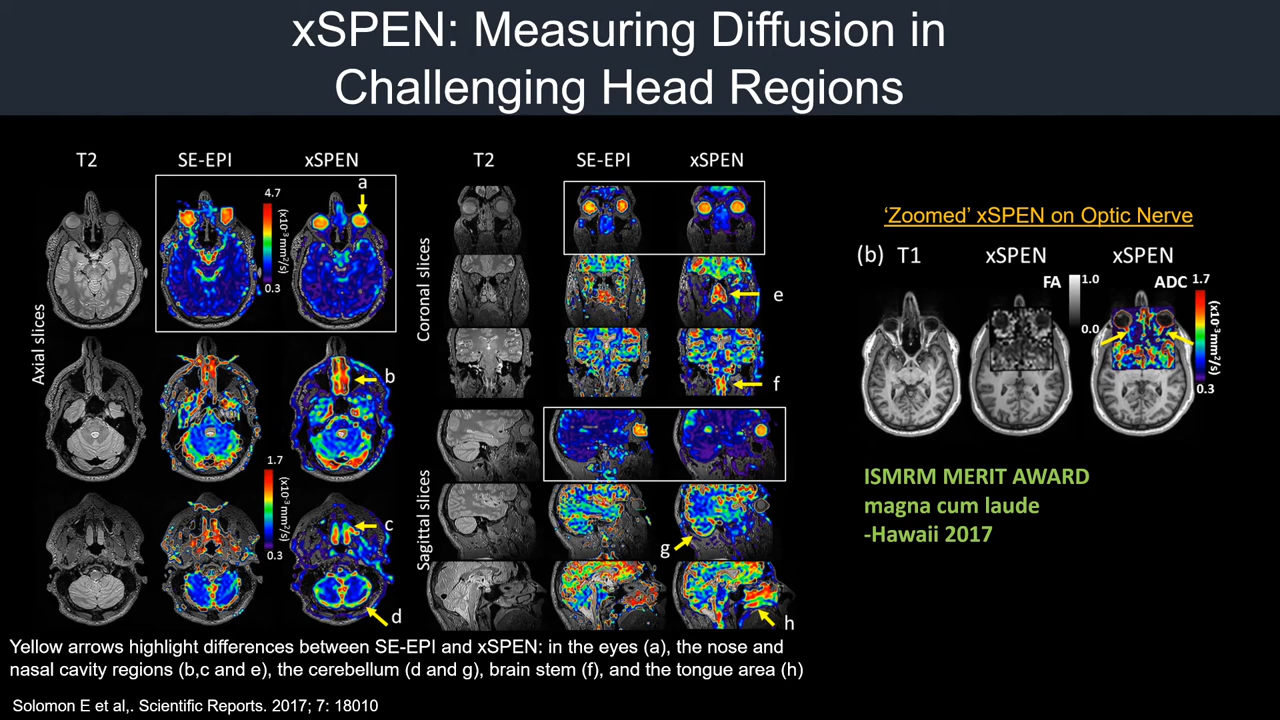 xSPEN: Measuring Diffusion in
Challenging Head Regions
T2 SE-EPI xSPEN
a
4.7
(x10⁻³mm²/s)
0.3
b
1.7
(x10⁻³mm²/s)
0.3
c
d
Axial slices
T2 SE-EPI xSPEN
Coronal slices
e
f
Sagittal slices
g
h
‘Zoomed’ xSPEN on Optic Nerve
(b) T1 xSPEN xSPEN
FA 1.0
0.0
ADC 1.7
(x10⁻³mm²/s)
0.3
ISMRM MERIT AWARD
magna cum laude
-Hawaii 2017
Yellow arrows highlight differences between SE-EPI and xSPEN: in the eyes (a), the nose and
nasal cavity regions (b,c and e), the cerebellum (d and g), brain stem (f), and the tongue area (h)
Solomon E et al,. Scientific Reports. 2017; 7: 18010